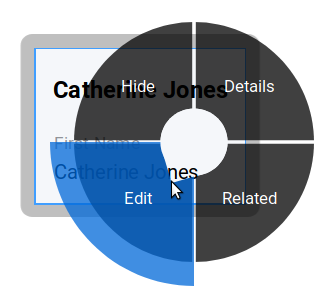 Catherine Jones
Hide
Details
First Name
Catherine Jones
Edit
Related